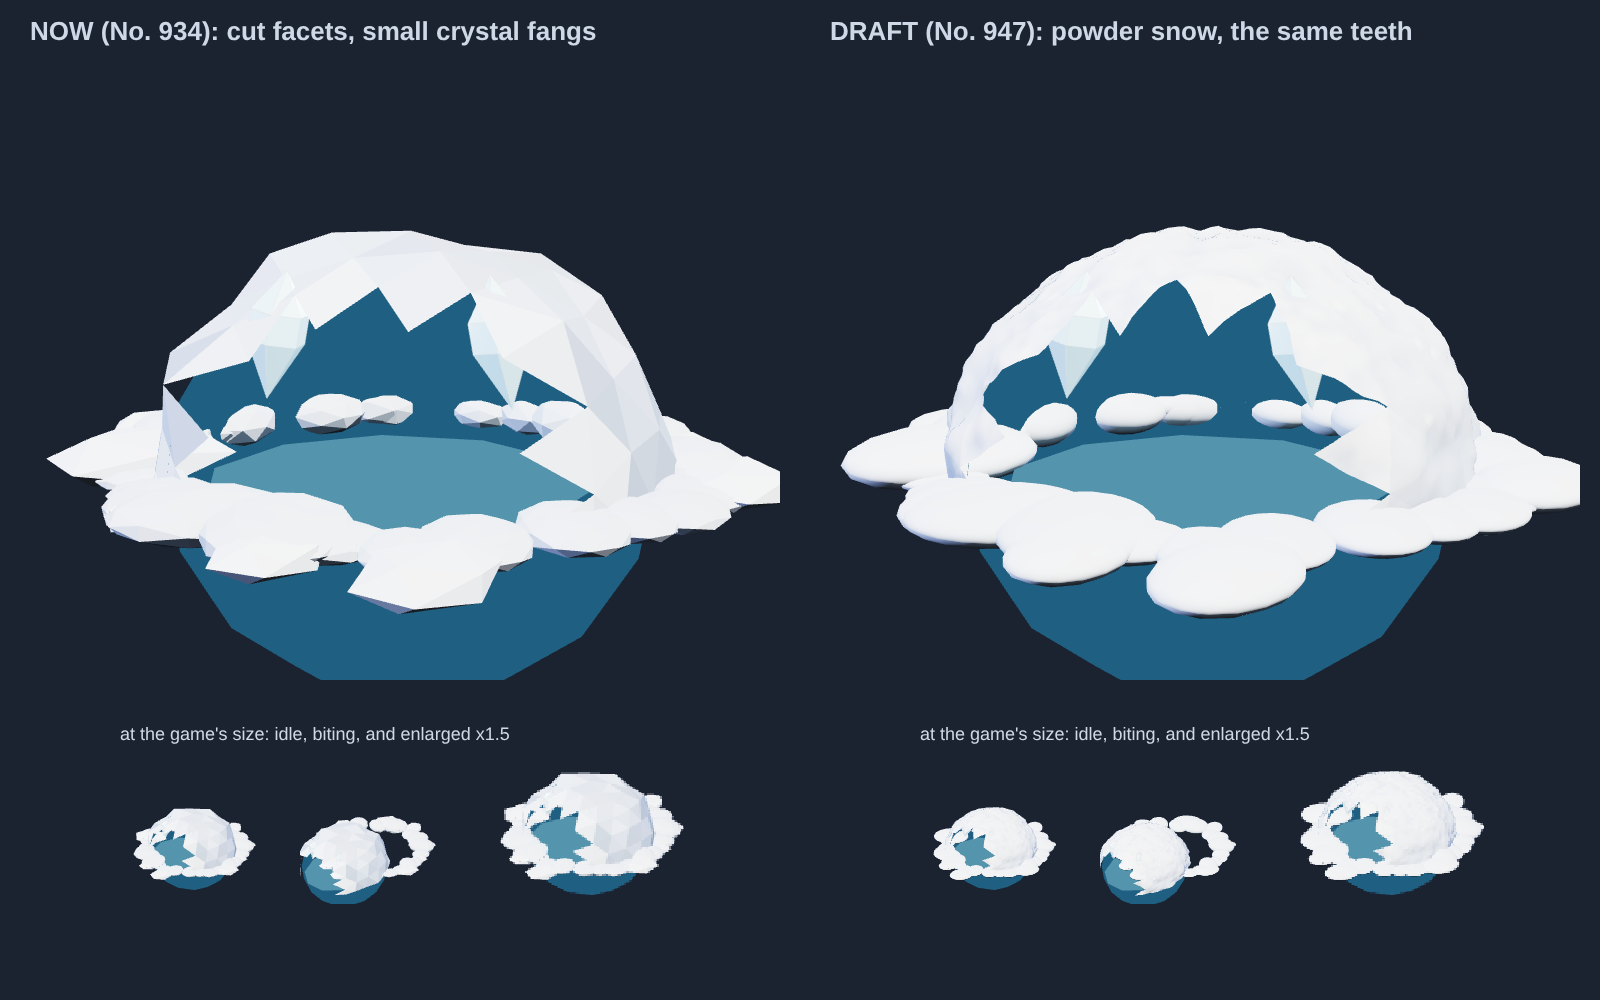 NOW (No. 934): cut facets, small crystal fangs
DRAFT (No. 947): powder snow, the same teeth
at the game's size: idle, biting, and enlarged x1.5
at the game's size: idle, biting, and enlarged x1.5